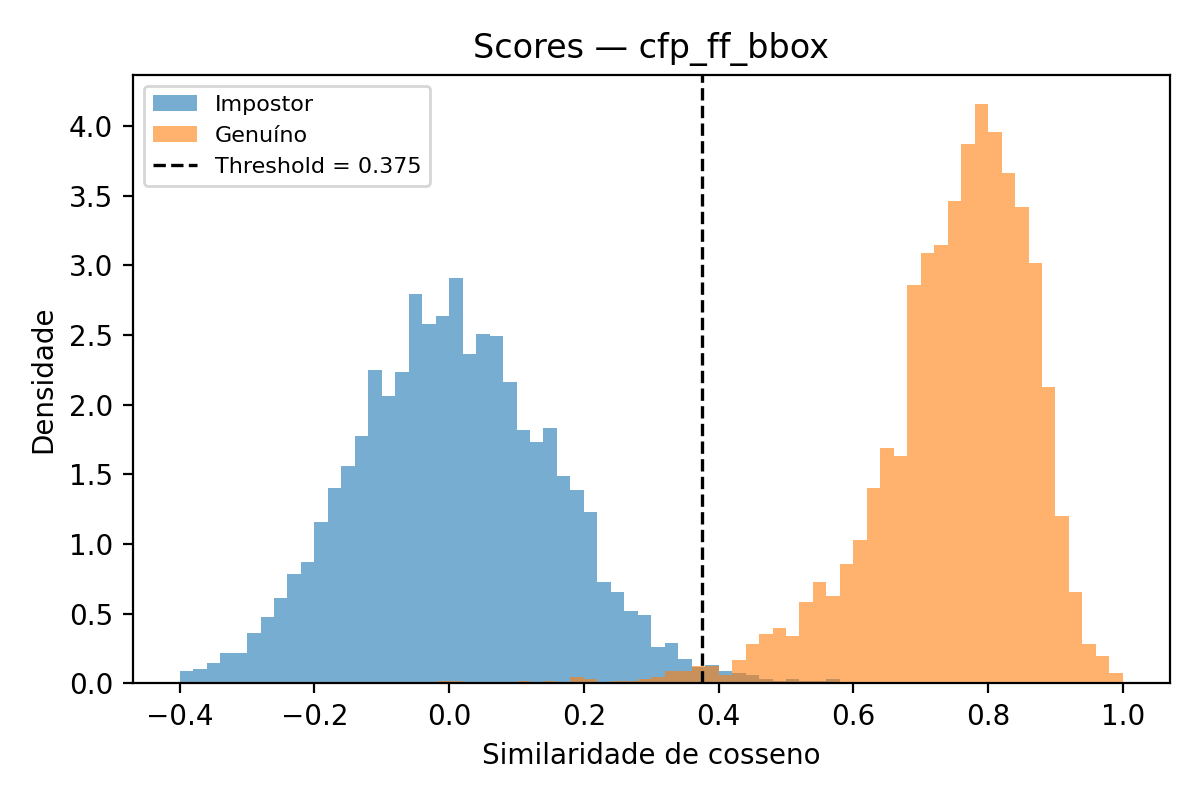 Scores — cfp_ff_bbox
Impostor
Genuíno
Threshold = 0.375
Densidade
4.0
3.5
3.0
2.5
2.0
1.5
1.0
0.5
0.0
−0.4 −0.2 0.0 0.2 0.4 0.6 0.8 1.0
Similaridade de cosseno